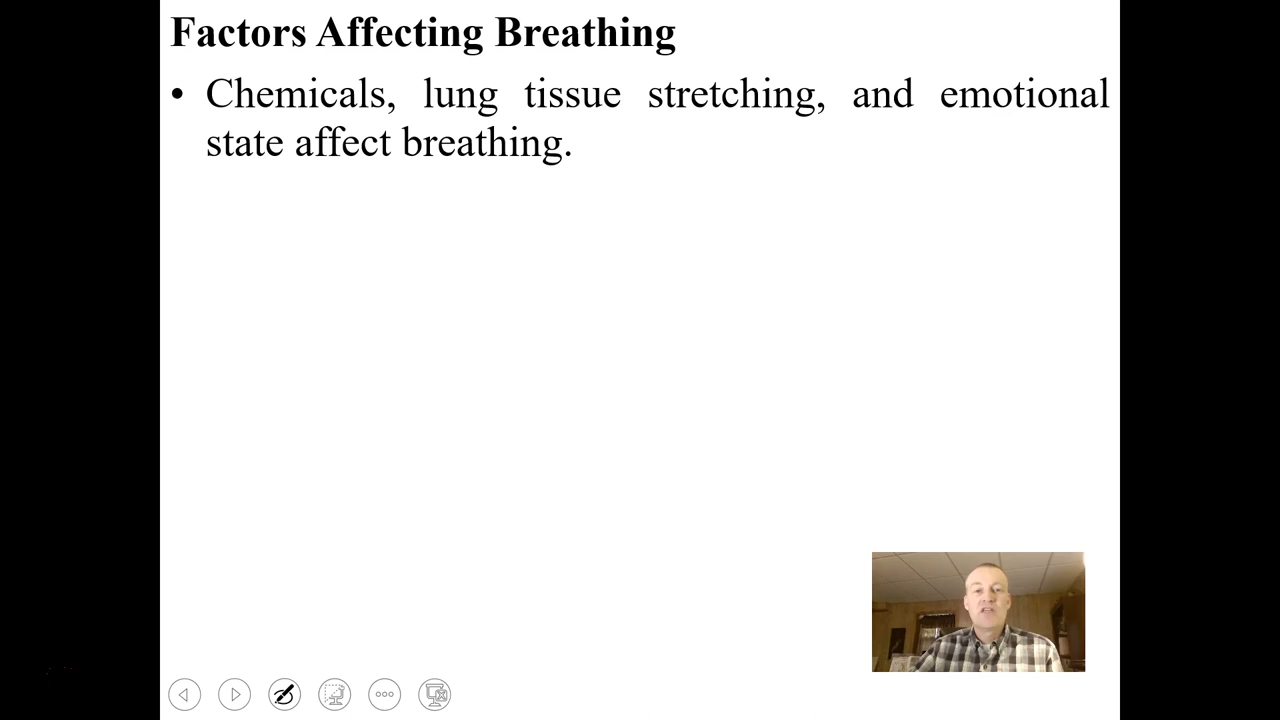 Factors Affecting Breathing
• Chemicals, lung tissue stretching, and emotional
state affect breathing.